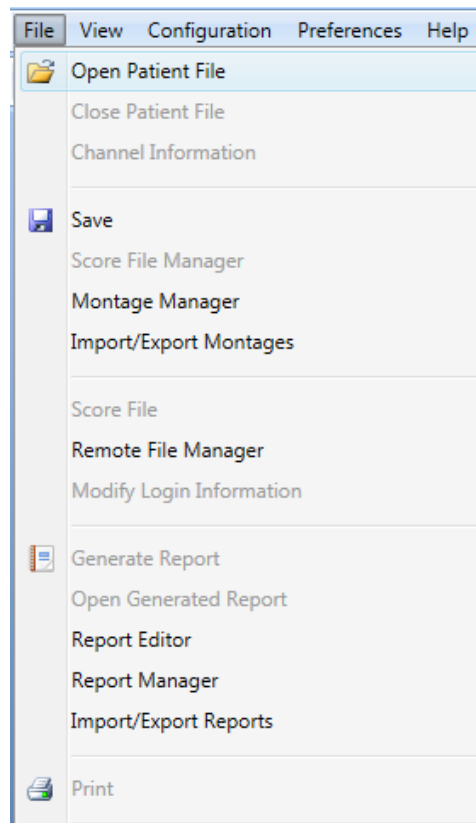 File View Configuration Preferences Help
Open Patient File
Close Patient File
Channel Information
Save
Score File Manager
Montage Manager
Import/Export Montages
Score File
Remote File Manager
Modify Login Information
Generate Report
Open Generated Report
Report Editor
Report Manager
Import/Export Reports
Print